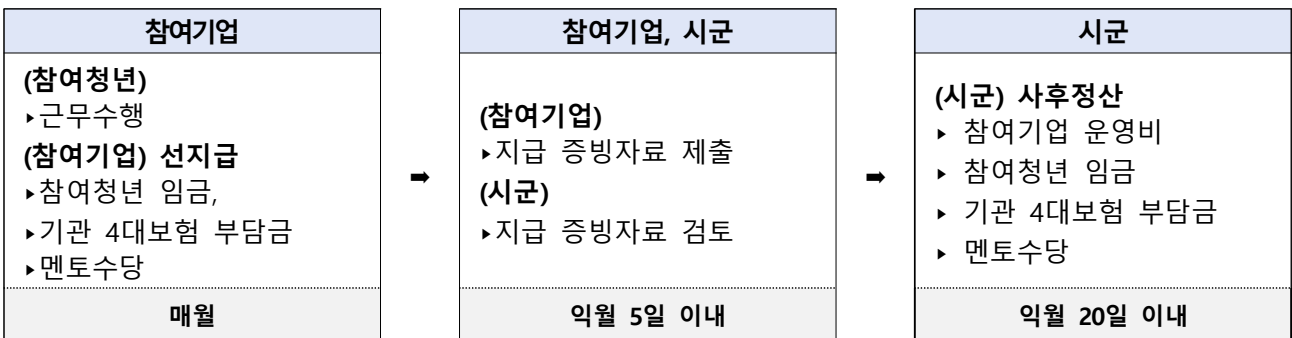 참여기업
(참여청년)
▸근무수행
(참여기업) 선지급
▸참여청년 임금,
▸기관 4대보험 부담금
▸멘토수당
매월
➡
참여기업, 시군
(참여기업)
▸지급 증빙자료 제출
(시군)
▸지급 증빙자료 검토
익월 5일 이내
➡
시군
(시군) 사후정산
▸ 참여기업 운영비
▸ 참여청년 임금
▸ 기관 4대보험 부담금
▸ 멘토수당
익월 20일 이내